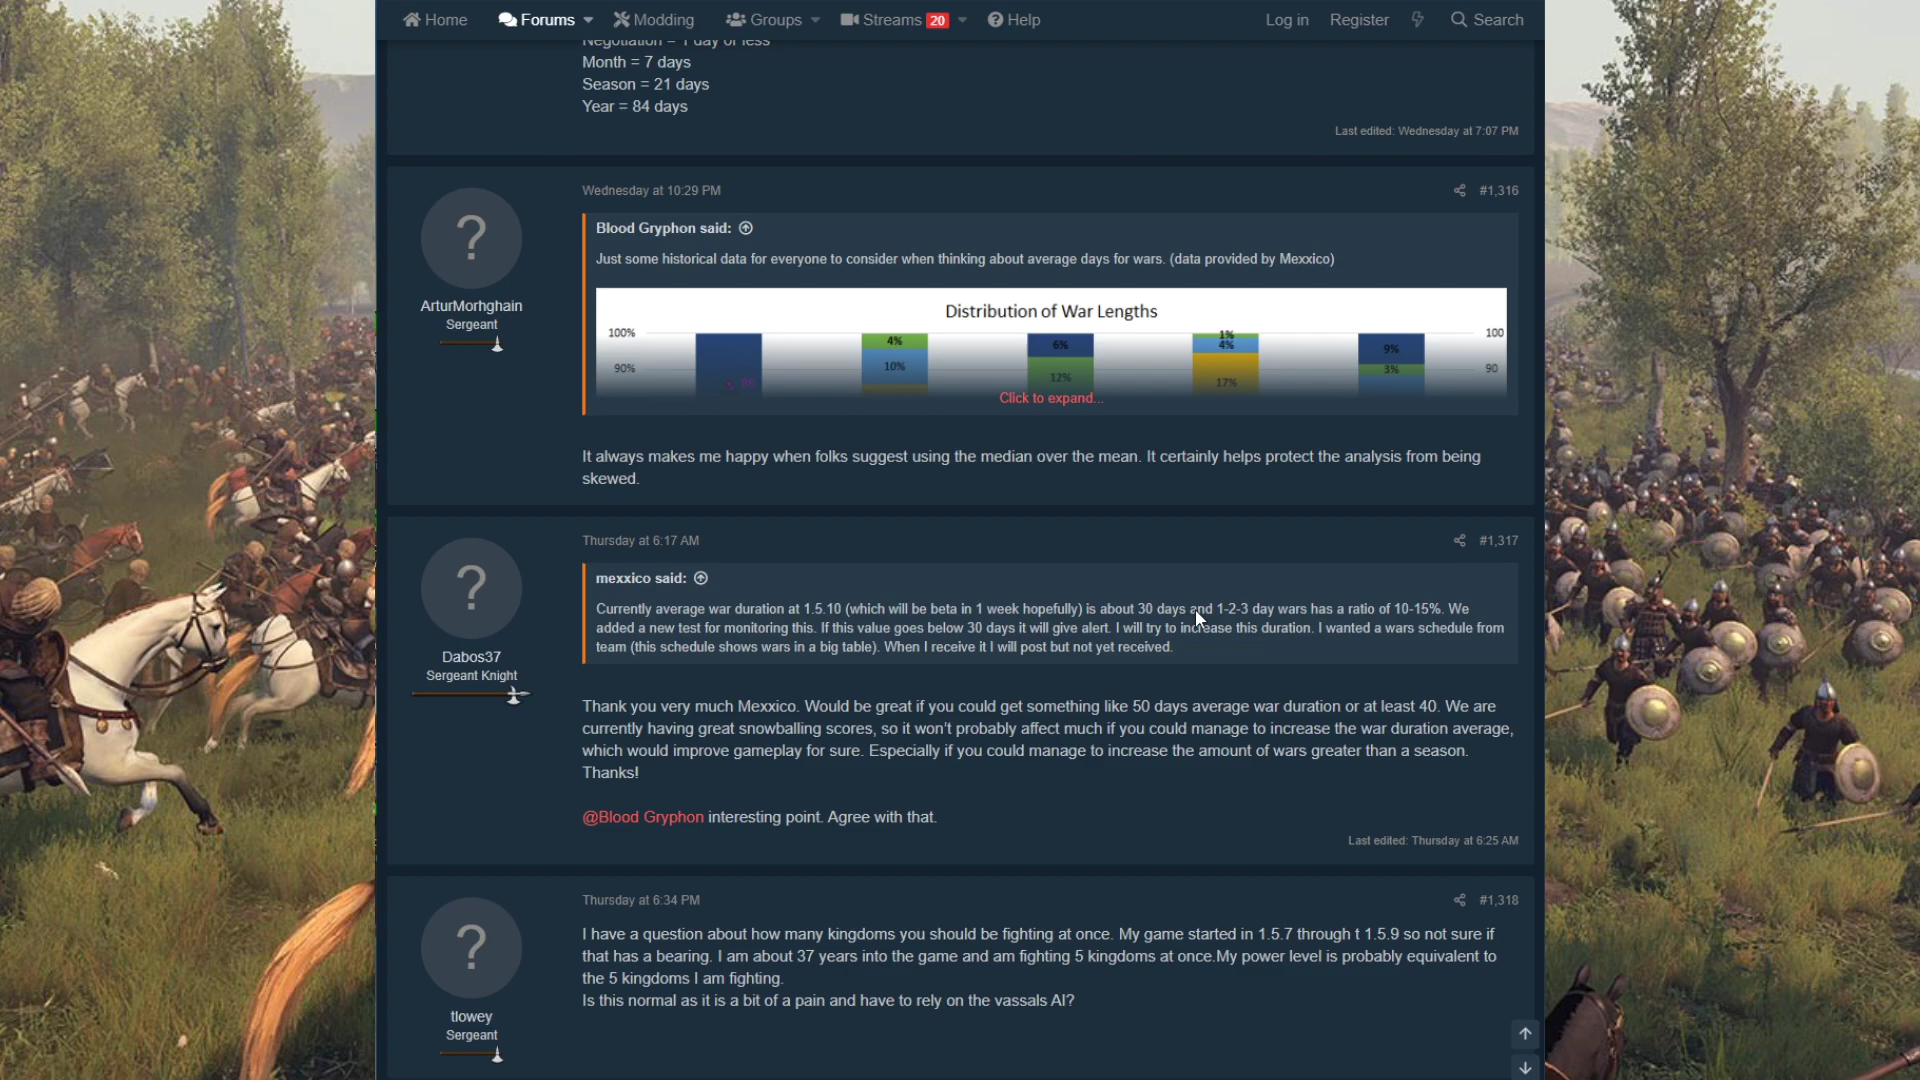 Home Forums Modding Groups Streams 20 Help Log in Register Search
Negotiation = 1 day or less
Month = 7 days
Season = 21 days
Year = 84 days
Last edited: Wednesday at 7:07 PM
Wednesday at 10:29 PM #1,316
?
ArturMorhghain
Sergeant
Blood Gryphon said:
Just some historical data for everyone to consider when thinking about average days for wars. (data provided by Mexxico)
Distribution of War Lengths
100% 4% 6% 1% 4% 9% 100
90% 10% 12% 17% 3% 90
Click to expand...
It always makes me happy when folks suggest using the median over the mean. It certainly helps protect the analysis from being
skewed.
Thursday at 6:17 AM #1,317
?
Dabos37
Sergeant Knight
mexxico said:
Currently average war duration at 1.5.10 (which will be beta in 1 week hopefully) is about 30 days and 1-2-3 day wars has a ratio of 10-15%. We
added a new test for monitoring this. If this value goes below 30 days it will give alert. I will try to increase this duration. I wanted a wars schedule from
team (this schedule shows wars in a big table). When I receive it I will post but not yet received.
Thank you very much Mexxico. Would be great if you could get something like 50 days average war duration or at least 40. We are
currently having great snowballing scores, so it won't probably affect much if you could manage to increase the war duration average,
which would improve gameplay for sure. Especially if you could manage to increase the amount of wars greater than a season.
Thanks!
@Blood Gryphon interesting point. Agree with that.
Last edited: Thursday at 6:25 AM
Thursday at 6:34 PM #1,318
?
tlowey
Sergeant
I have a question about how many kingdoms you should be fighting at once. My game started in 1.5.7 through t 1.5.9 so not sure if
that has a bearing. I am about 37 years into the game and am fighting 5 kingdoms at once.My power level is probably equivalent to
the 5 kingdoms I am fighting.
Is this normal as it is a bit of a pain and have to rely on the vassals AI?